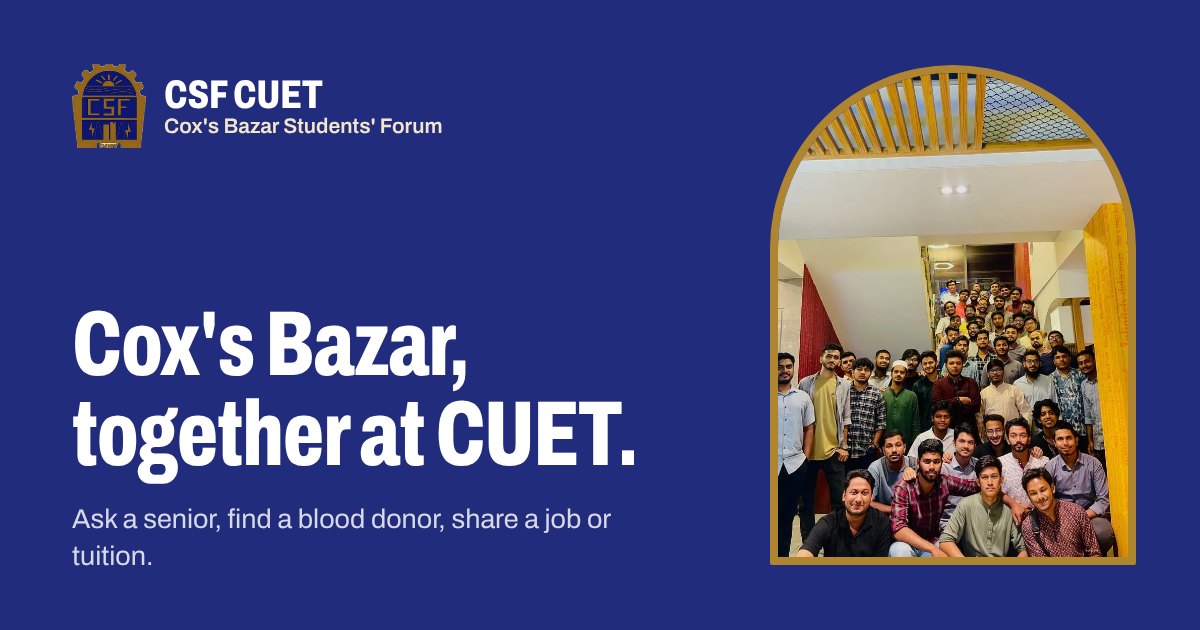 CSF
CSF CUET
Cox's Bazar Students' Forum
Cox's Bazar,
together at CUET.
Ask a senior, find a blood donor, share a job or
tuition.